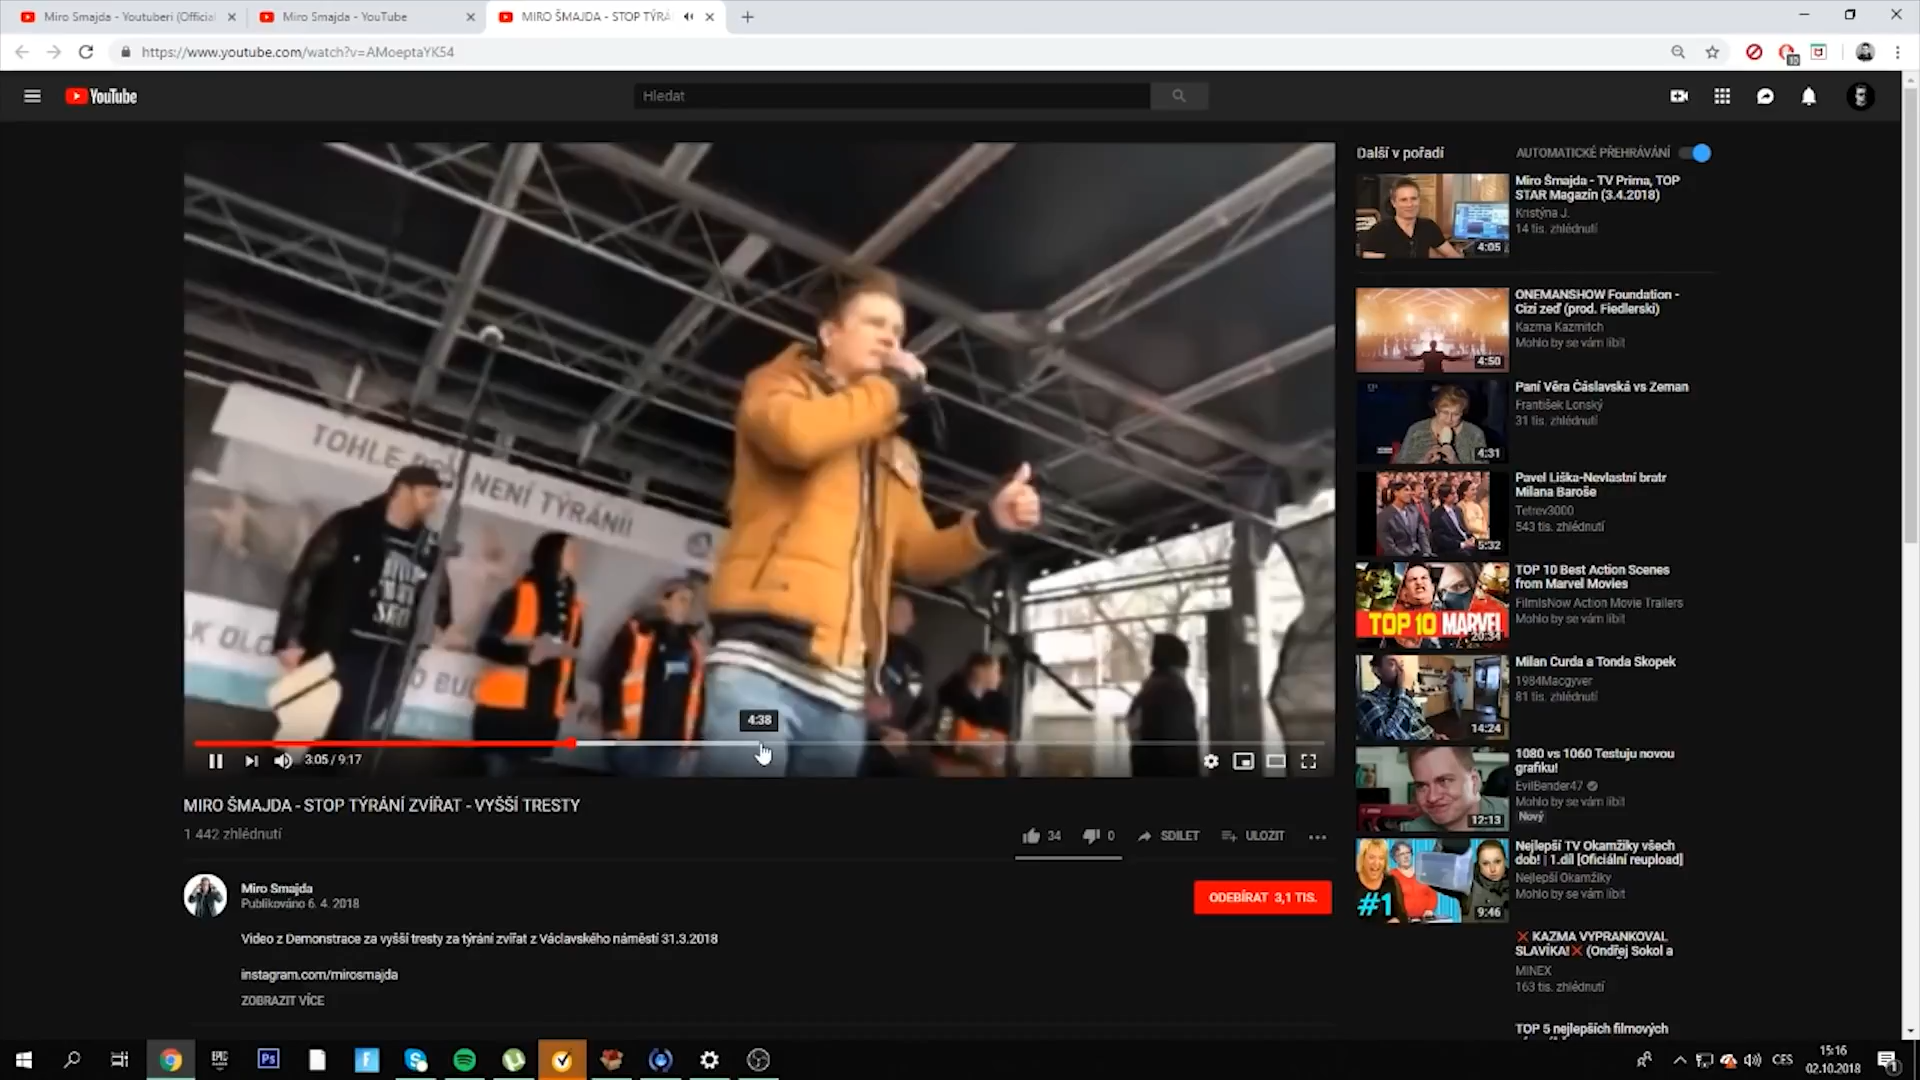 Miro Smajda - Youtubeři (Official
Miro Smajda - YouTube
MIRO ŠMAJDA - STOP TÝRÁ
https://www.youtube.com/watch?v=AMoeptaYK54
10
YouTube
Hledat
TOHLE NENÍ TÝRÁNÍ!
4:38
3:05 / 9:17
MIRO ŠMAJDA - STOP TÝRÁNÍ ZVÍŘAT - VYŠŠÍ TRESTY
1 442 zhlédnutí
34
0
SDÍLET
ULOŽIT
Miro Smajda
Publikováno 6. 4. 2018
ODEBÍRAT 3,1 TIS.
Video z Demonstrace za vyšší tresty za týrání zvířat z Václavského náměstí 31.3.2018
instagram.com/mirosmajda
ZOBRAZIT VÍCE
Další v pořadí
AUTOMATICKÉ PŘEHRÁVÁNÍ
Miro Šmajda - TV Prima, TOP
STAR Magazín (3.4.2018)
Kristýna J.
14 tis. zhlédnutí
4:05
ONEMANSHOW Foundation -
Cizí zeď (prod. Fiedlerski)
Kazma Kazmitch
Mohlo by se vám líbit
4:50
Paní Věra Čáslavská vs Zeman
František Lonský
31 tis. zhlédnutí
4:31
Pavel Liška-Nevlastní bratr
Milana Baroše
Tetrev3000
543 tis. zhlédnutí
5:32
TOP 10 Best Action Scenes
from Marvel Movies
FilmIsNow Action Movie Trailers
Mohlo by se vám líbit
TOP 10 MARVEL
20:34
Milan Curda a Tonda Skopek
1984Macgyver
81 tis. zhlédnutí
14:24
1080 vs 1060 Testuju novou
grafiku!
EvilBender47
Mohlo by se vám líbit
Nový
12:13
Nejlepší TV Okamžiky všech
dob! | 1.díl [Oficiální reupload]
Nejlepší Okamžiky
Mohlo by se vám líbit
#1
9:46
KAZMA VYPRANKOVAL
SLAVÍKA! (Ondřej Sokol a
MINEX
163 tis. zhlédnutí
TOP 5 nejlepších filmových
EPIC
GAMES
Ps
CES
15:16
02.10.2018
1